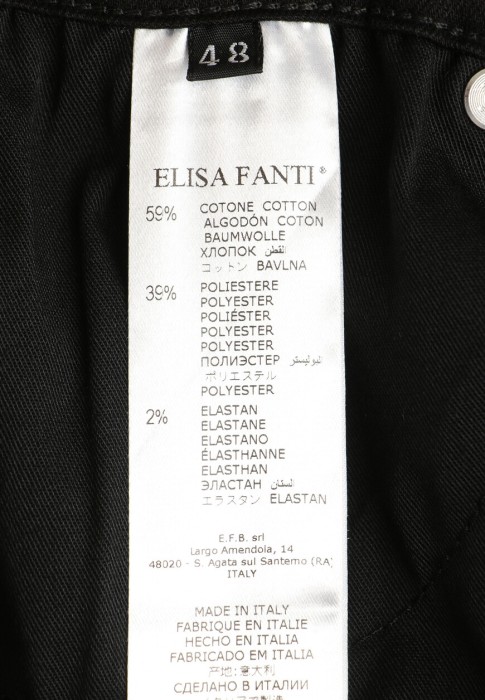 48
ELISA FANTI®
59% COTONE COTTON
ALGODÓN COTON
BAUMWOLLE
ХЛОПОК القطن
コットン BAVLNA
39% POLIESTERE
POLYESTER
POLIÉSTER
POLYESTER
POLYESTER
ПОЛИЭСТЕР البوليستر
ポリエステル
POLYESTER
2% ELASTAN
ELASTANE
ELASTANO
ÉLASTHANNE
ELASTHAN
ЭЛАСТАН الستان
エラスタン ELASTAN
E.F.B. srl
Largo Amendola, 14
48020 - S. Agata sul Santerno (RA)
ITALY
MADE IN ITALY
FABRIQUE EN ITALIE
HECHO EN ITALIA
FABRICADO EM ITALIA
产地:意大利
СДЕЛАНО В ИТАЛИИ